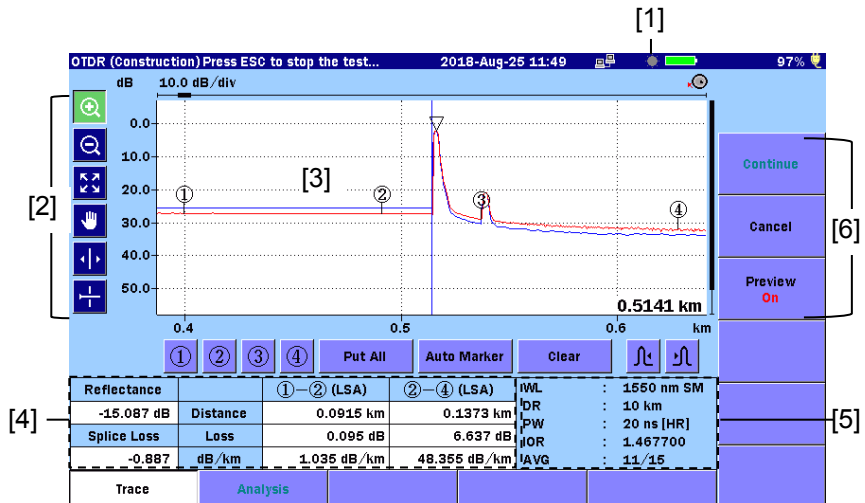 [1]
OTDR (Construction) Press ESC to stop the test... 2018-Aug-25 11:49 97%
dB 10.0 dB/div
[2]
0.0
10.0
20.0
30.0
40.0
50.0
[3]
① ② ③ ④
0.5141 km
0.4 0.5 0.6 km
Continue
Cancel
Preview
On
[6]
① ② ③ ④ Put All Auto Marker Clear
[4]
Reflectance ①–② (LSA) ②–④ (LSA)
-15.087 dB Distance 0.0915 km 0.1373 km
Splice Loss Loss 0.095 dB 6.637 dB
-0.887 dB/km 1.035 dB/km 48.355 dB/km
WL : 1550 nm SM
DR : 10 km
PW : 20 ns [HR]
IOR : 1.467700
AVG : 11/15
[5]
Trace Analysis